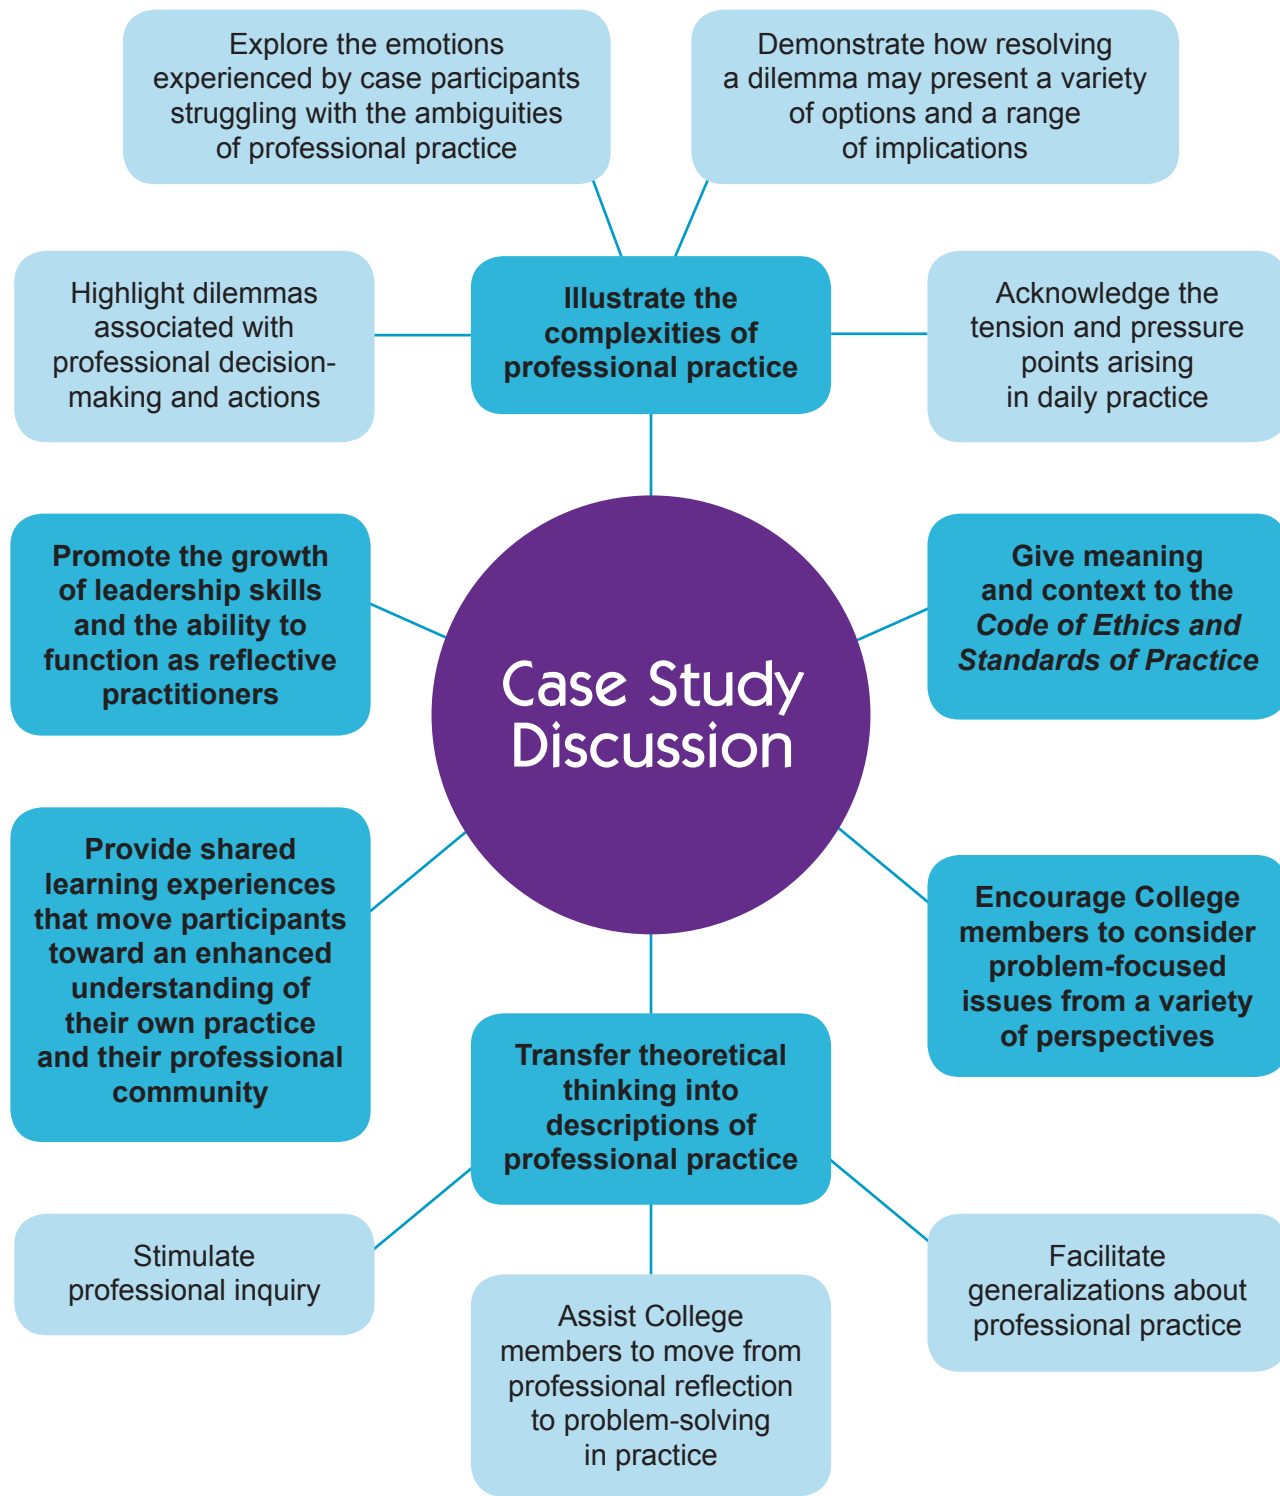 Explore the emotions
experienced by case participants
struggling with the ambiguities
of professional practice
Demonstrate how resolving
a dilemma may present a variety
of options and a range
of implications
Highlight dilemmas
associated with
professional decision-
making and actions
Illustrate the
complexities of
professional practice
Acknowledge the
tension and pressure
points arising
in daily practice
Promote the growth
of leadership skills
and the ability to
function as reflective
practitioners
Give meaning
and context to the
Code of Ethics and
Standards of Practice
Case Study
Discussion
Provide shared
learning experiences
that move participants
toward an enhanced
understanding of
their own practice
and their professional
community
Encourage College
members to consider
problem-focused
issues from a variety
of perspectives
Transfer theoretical
thinking into
descriptions of
professional practice
Stimulate
professional inquiry
Assist College
members to move from
professional reflection
to problem-solving
in practice
Facilitate
generalizations about
professional practice